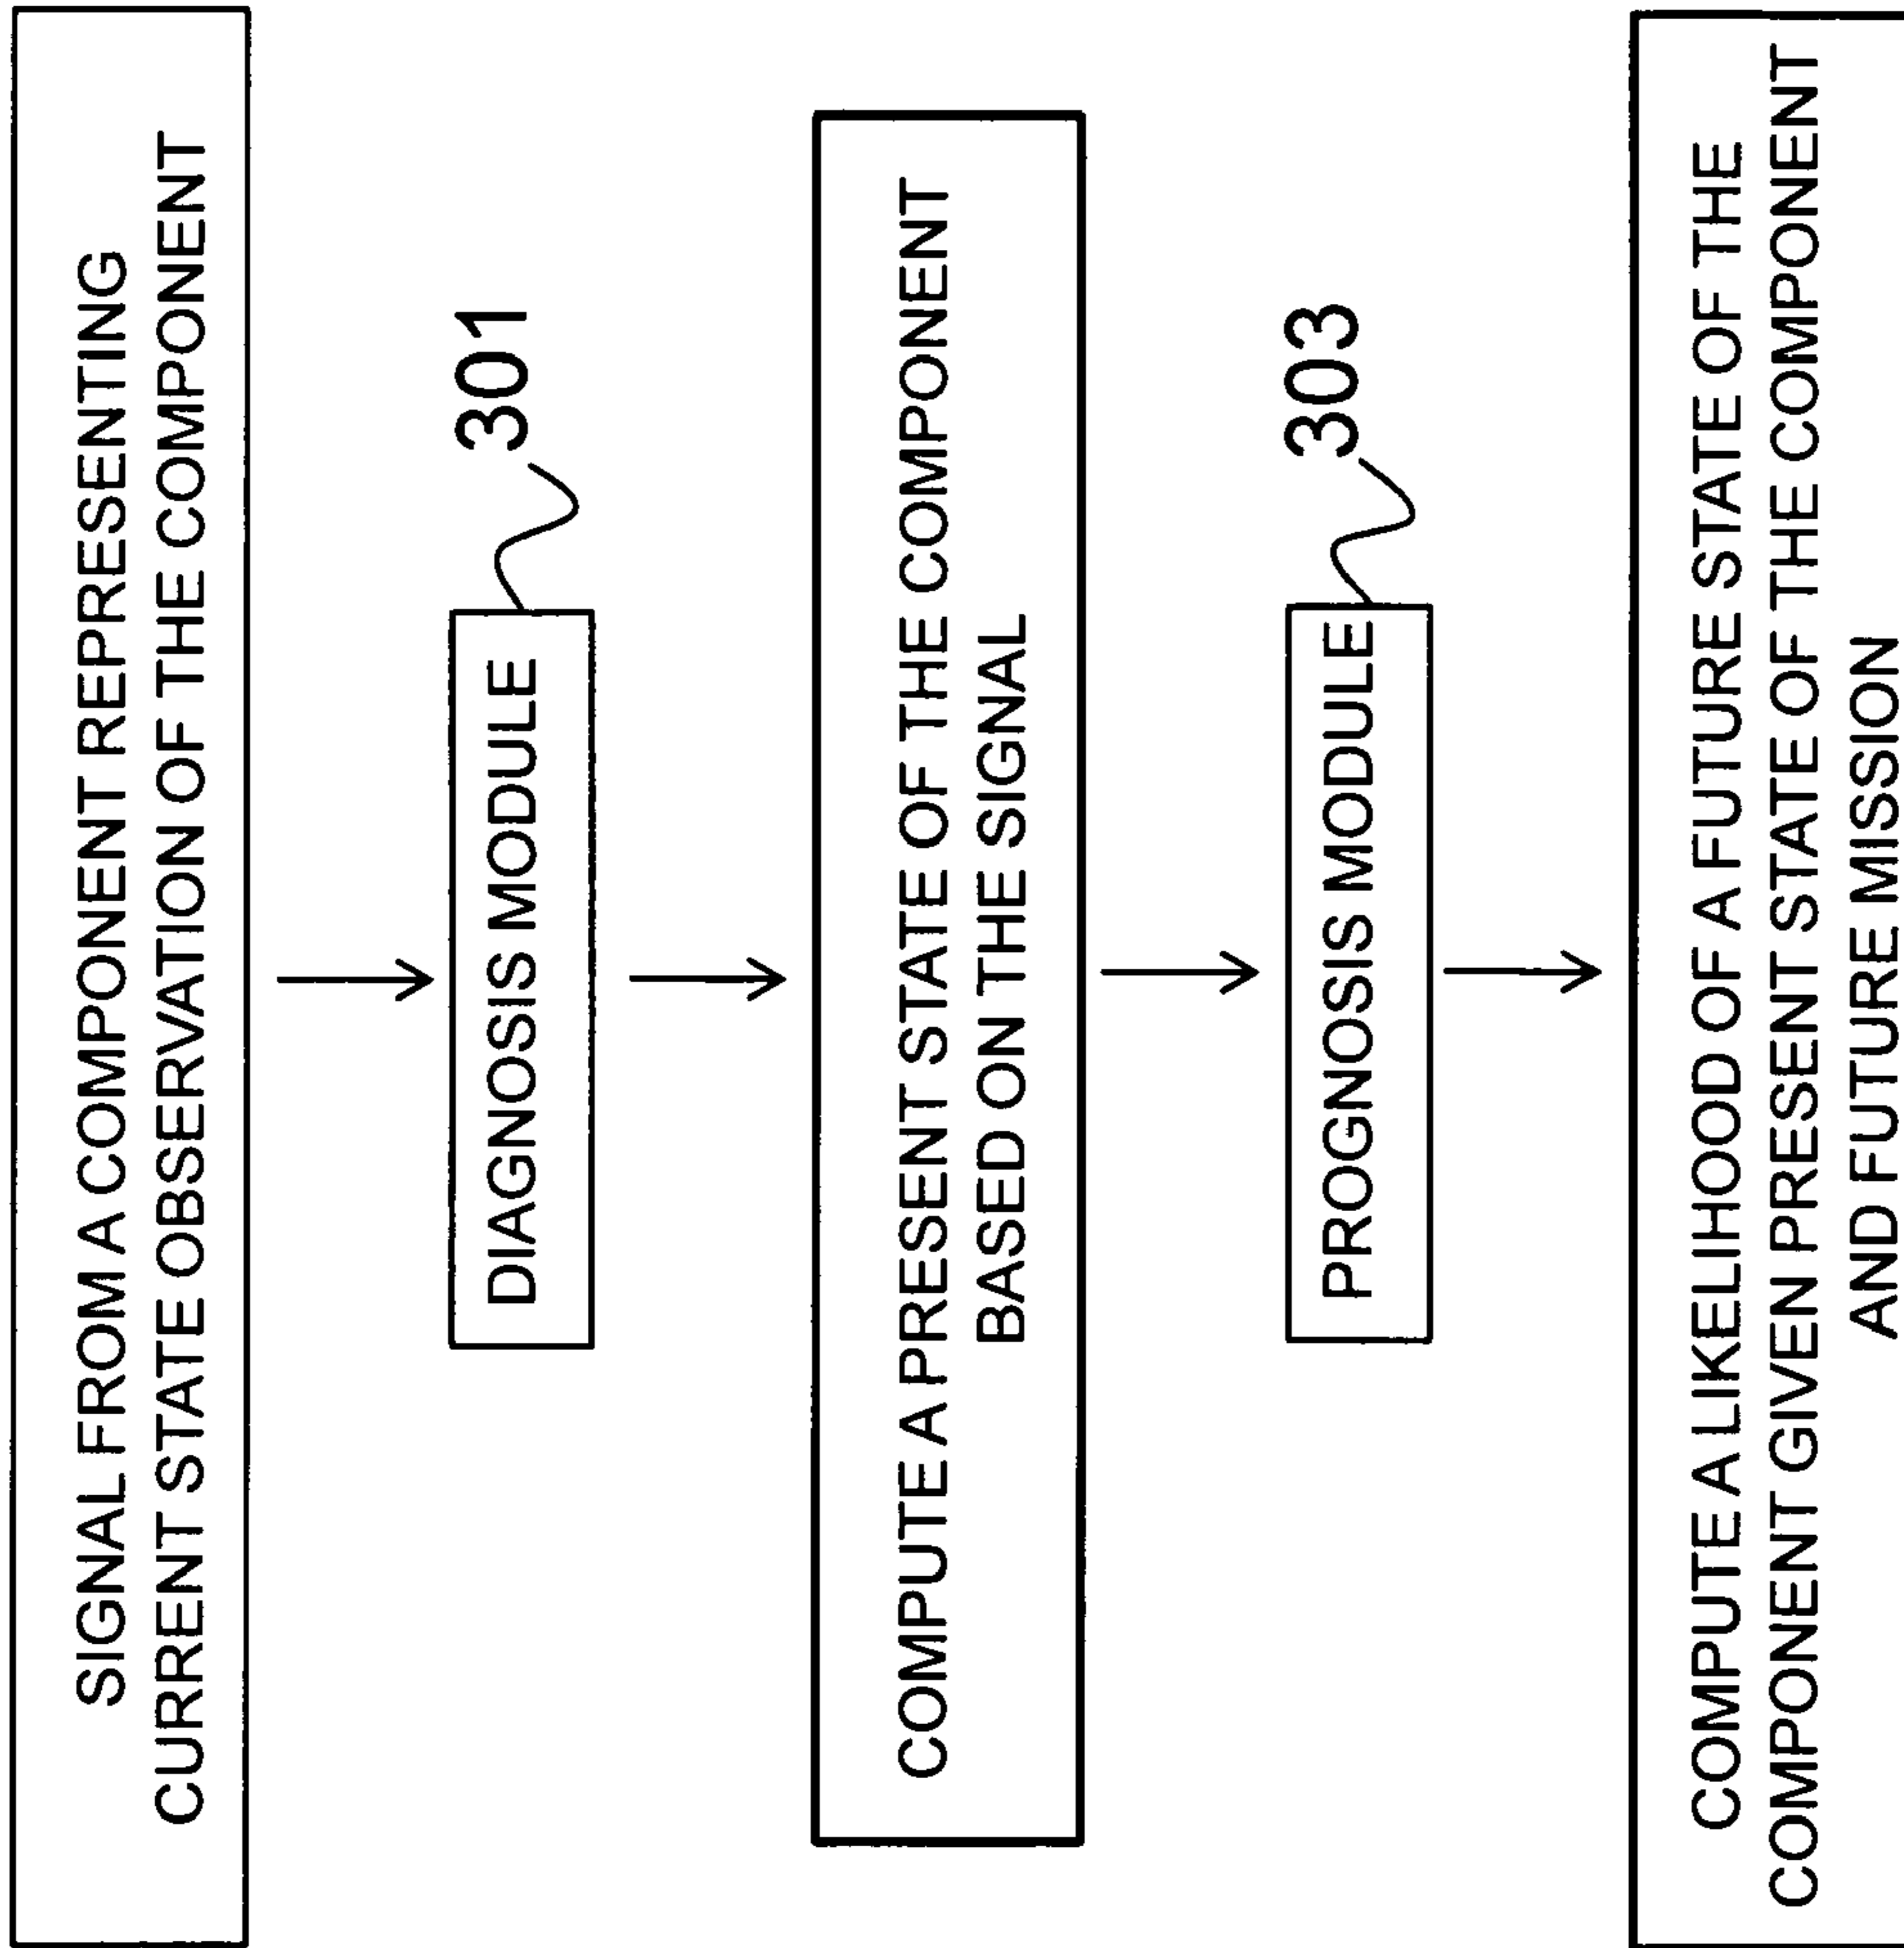 SIGNAL FROM A COMPONENT REPRESENTING
CURRENT STATE OBSERVATION OF THE COMPONENT
301
DIAGNOSIS MODULE
COMPUTE A PRESENT STATE OF THE COMPONENT
BASED ON THE SIGNAL
303
PROGNOSIS MODULE
COMPUTE A LIKELIHOOD OF A FUTURE STATE OF THE
COMPONENT GIVEN PRESENT STATE OF THE COMPONENT
AND FUTURE MISSION